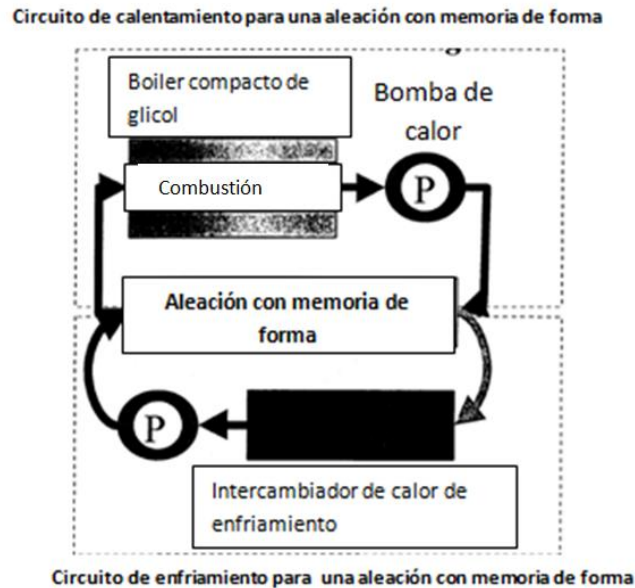 Circuito de calentamiento para una aleación con memoria de forma
Boiler compacto de
glicol
Bomba de
calor
Combustión
P
Aleación con memoria de
forma
P
Intercambiador de calor de
enfriamiento
Circuito de enfriamiento para una aleación con memoria de forma